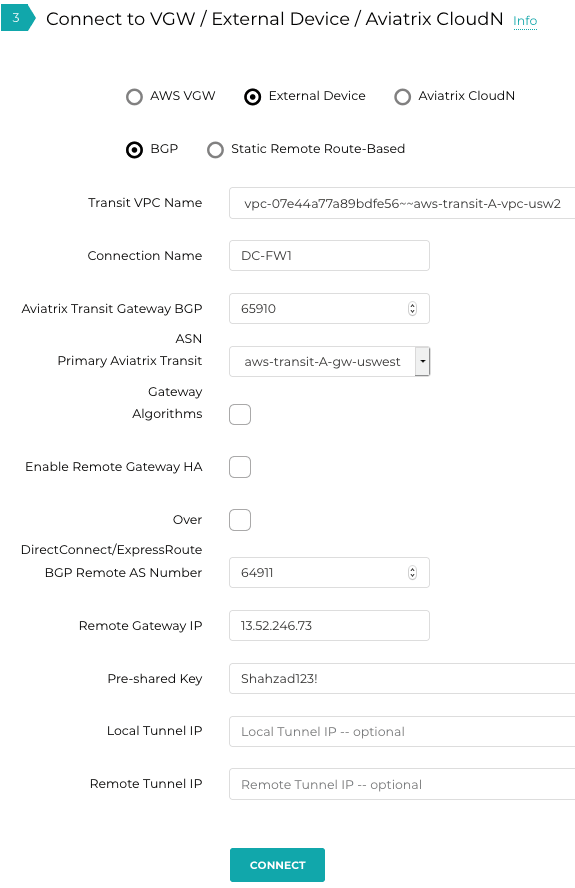 3 Connect to VGW / External Device / Aviatrix CloudN Info
AWS VGW External Device Aviatrix CloudN
BGP Static Remote Route-Based
Transit VPC Name vpc-07e44a77a89bdfe56~~aws-transit-A-vpc-usw2
Connection Name DC-FW1
Aviatrix Transit Gateway BGP 65910
ASN
Primary Aviatrix Transit aws-transit-A-gw-uswest
Gateway
Algorithms
Enable Remote Gateway HA
Over
DirectConnect/ExpressRoute
BGP Remote AS Number 64911
Remote Gateway IP 13.52.246.73
Pre-shared Key Shahzad123!
Local Tunnel IP Local Tunnel IP -- optional
Remote Tunnel IP Remote Tunnel IP -- optional
CONNECT